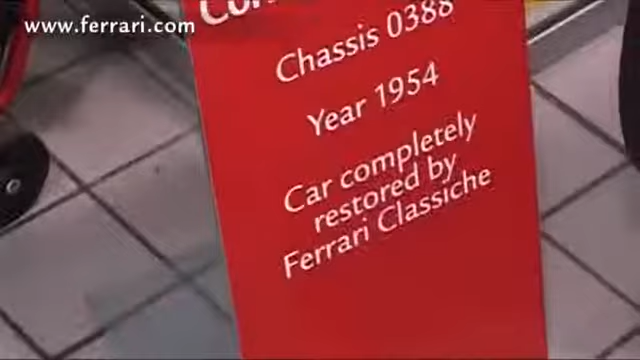 www.ferrari.com
Chassis 0388
Year 1954
Car completely
restored by
Ferrari Classiche